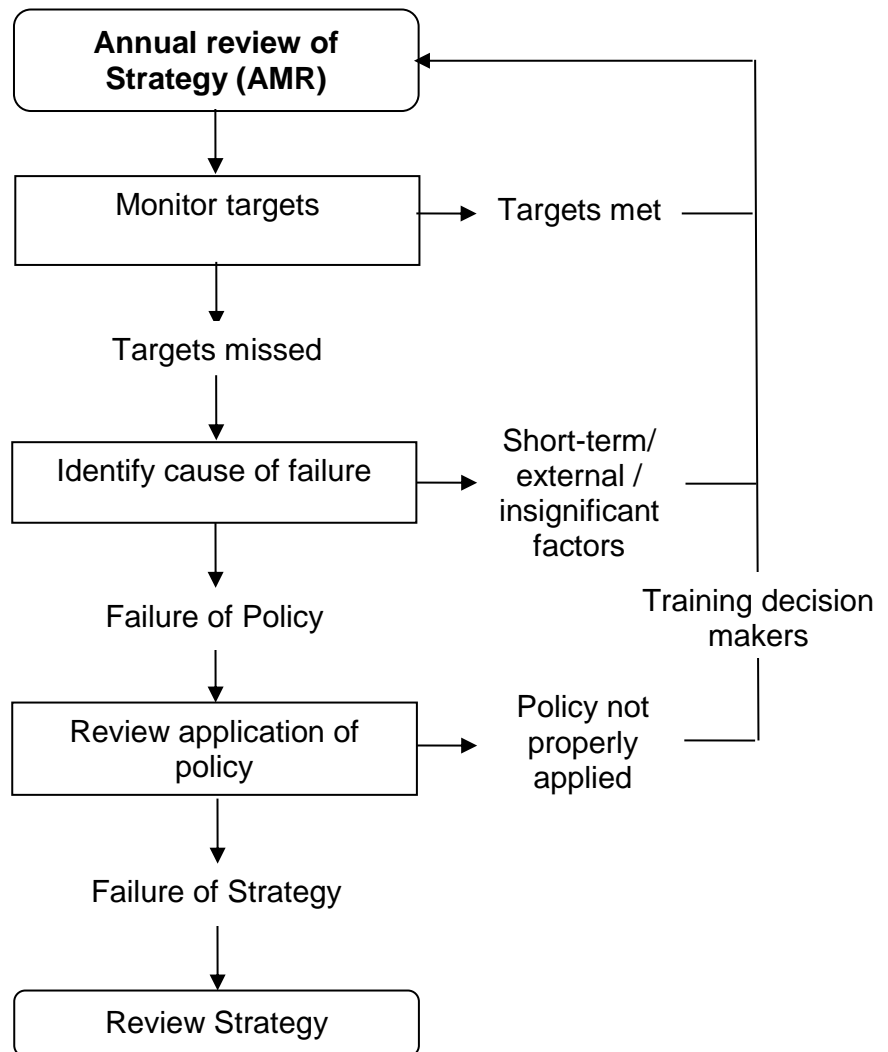 Annual review of
Strategy (AMR)
Monitor targets
Targets met
Targets missed
Identify cause of failure
Short-term/
external /
insignificant
factors
Failure of Policy
Training decision
makers
Review application of
policy
Policy not
properly
applied
Failure of Strategy
Review Strategy